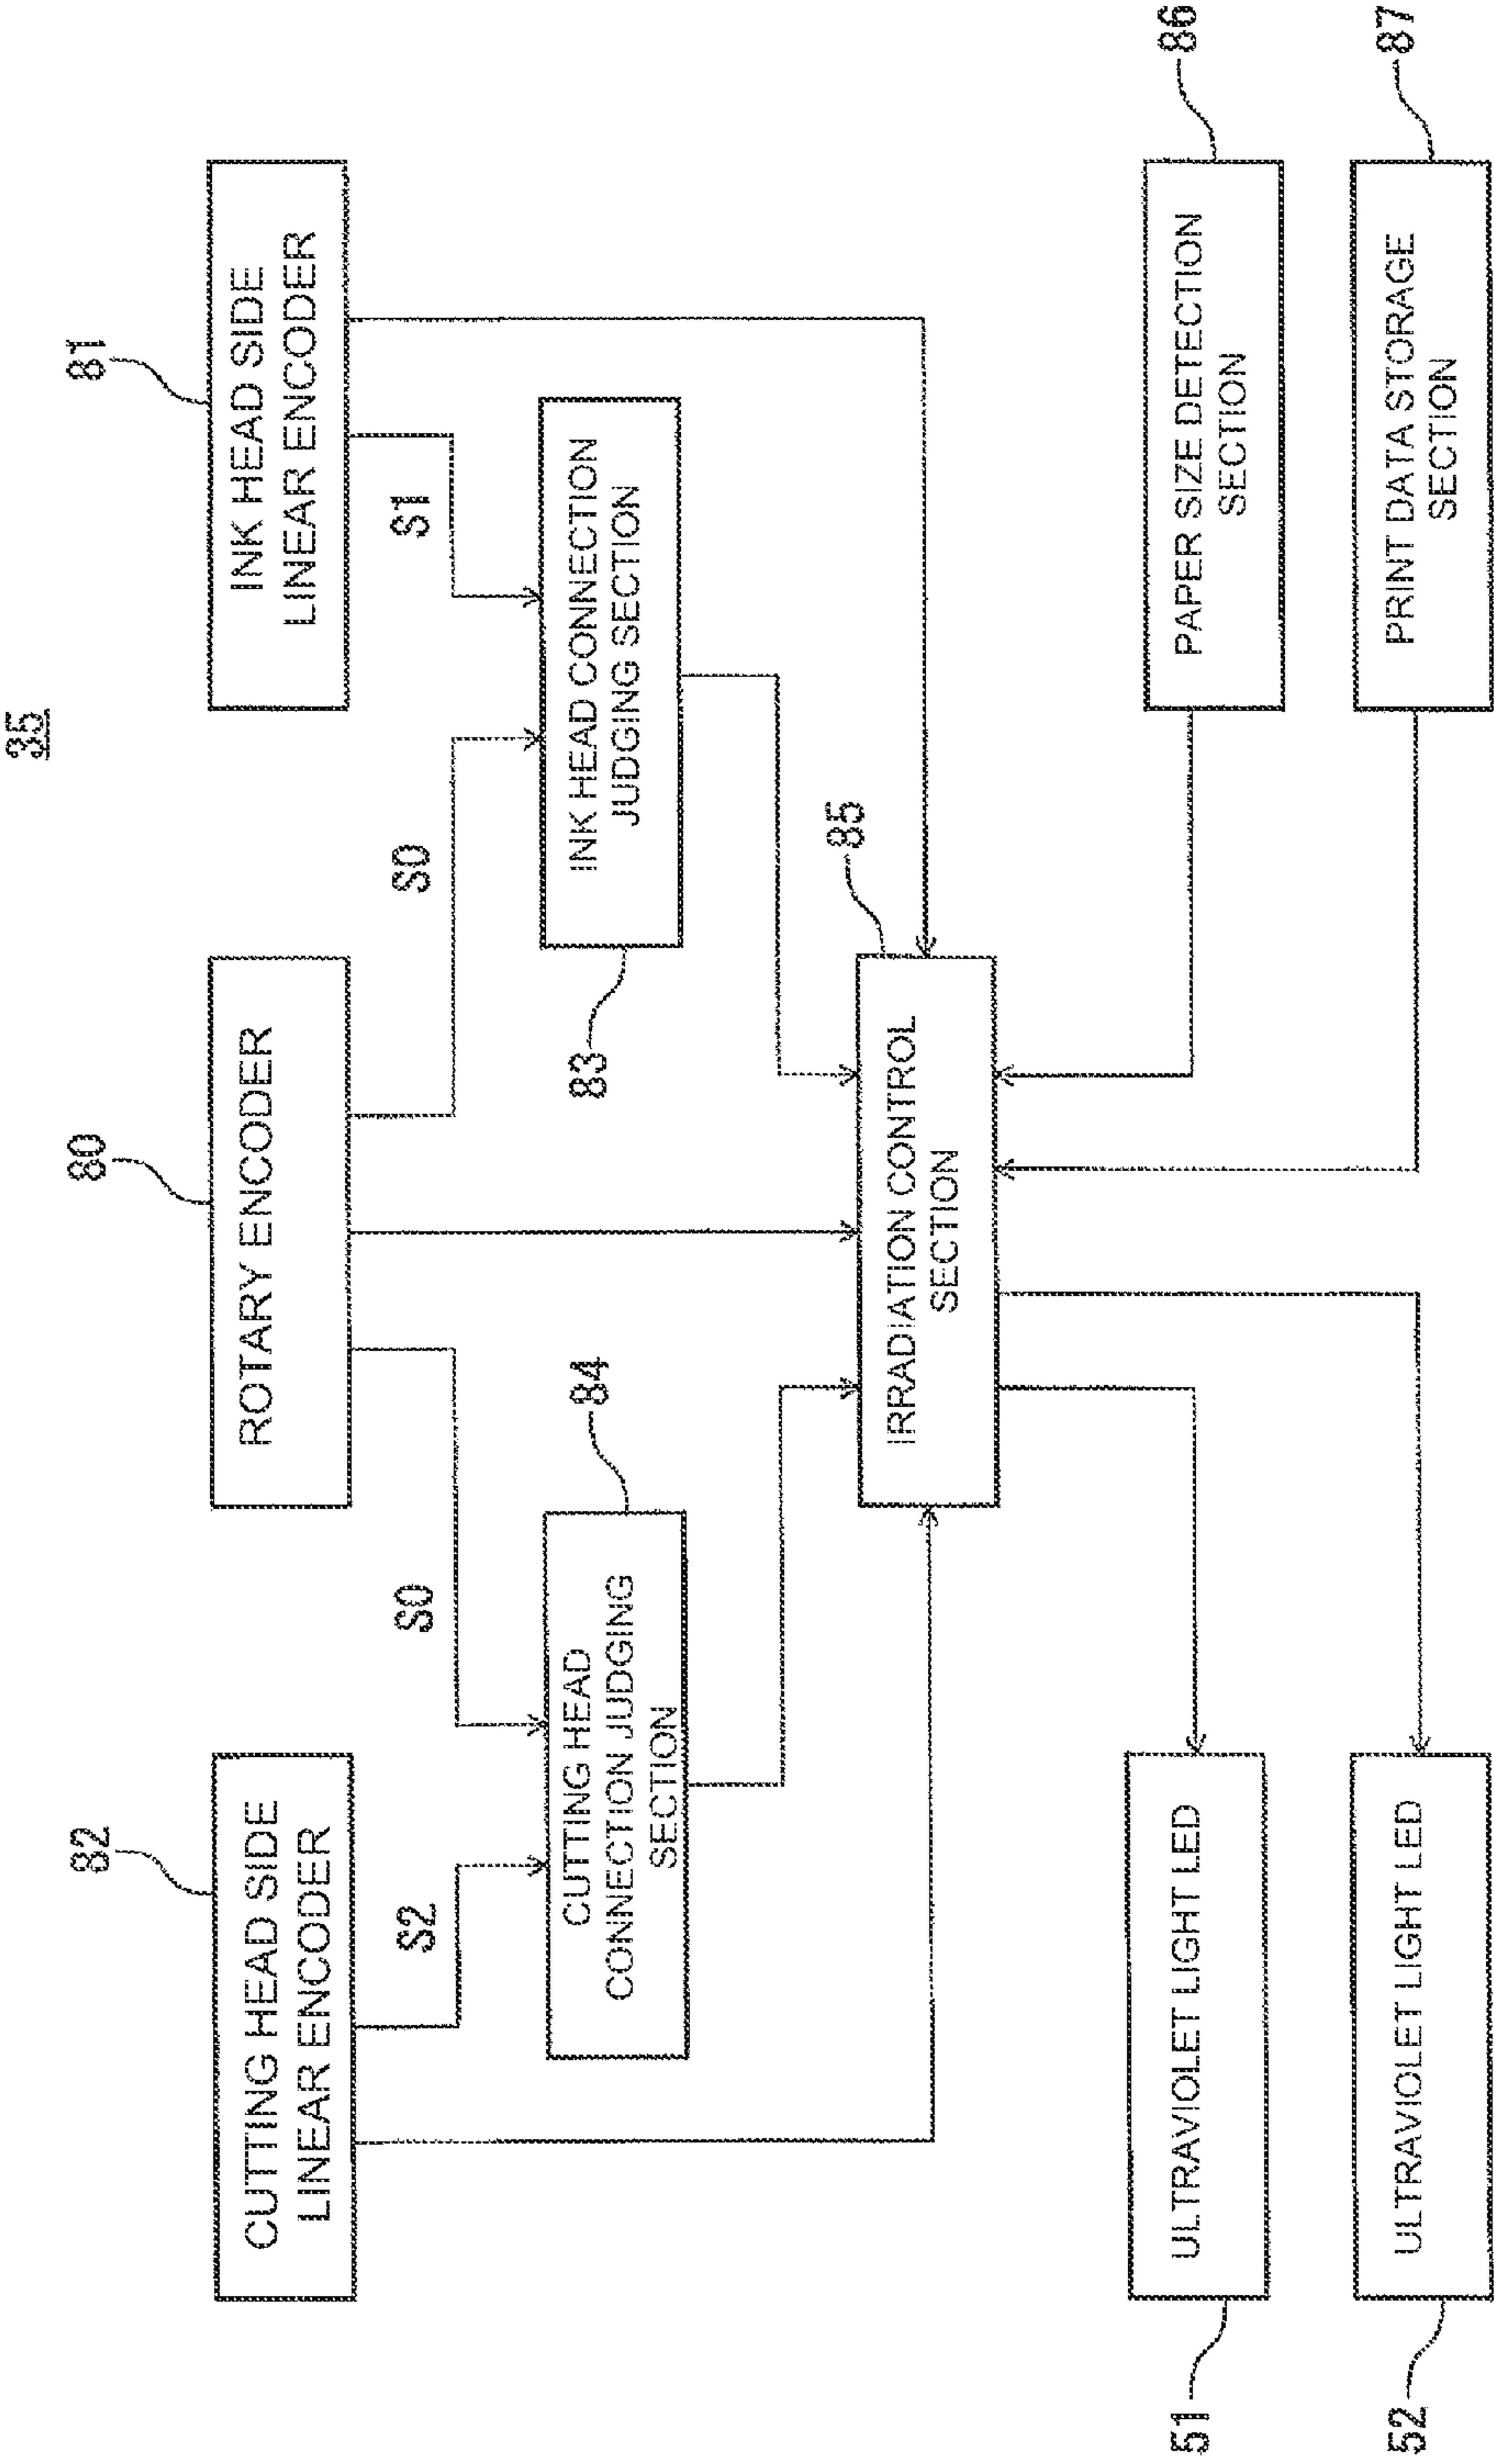 35
82
80
81
CUTTING HEAD SIDE
LINEAR ENCODER
ROTARY ENCODER
INK HEAD SIDE
LINEAR ENCODER
S2
S0
S0
S1
84
83
CUTTING HEAD
CONNECTION JUDGING
SECTION
INK HEAD CONNECTION
JUDGING SECTION
85
IRRADIATION CONTROL
SECTION
51
ULTRAVIOLET LIGHT LED
PAPER SIZE DETECTION
SECTION
86
52
ULTRAVIOLET LIGHT LED
PRINT DATA STORAGE
SECTION
87